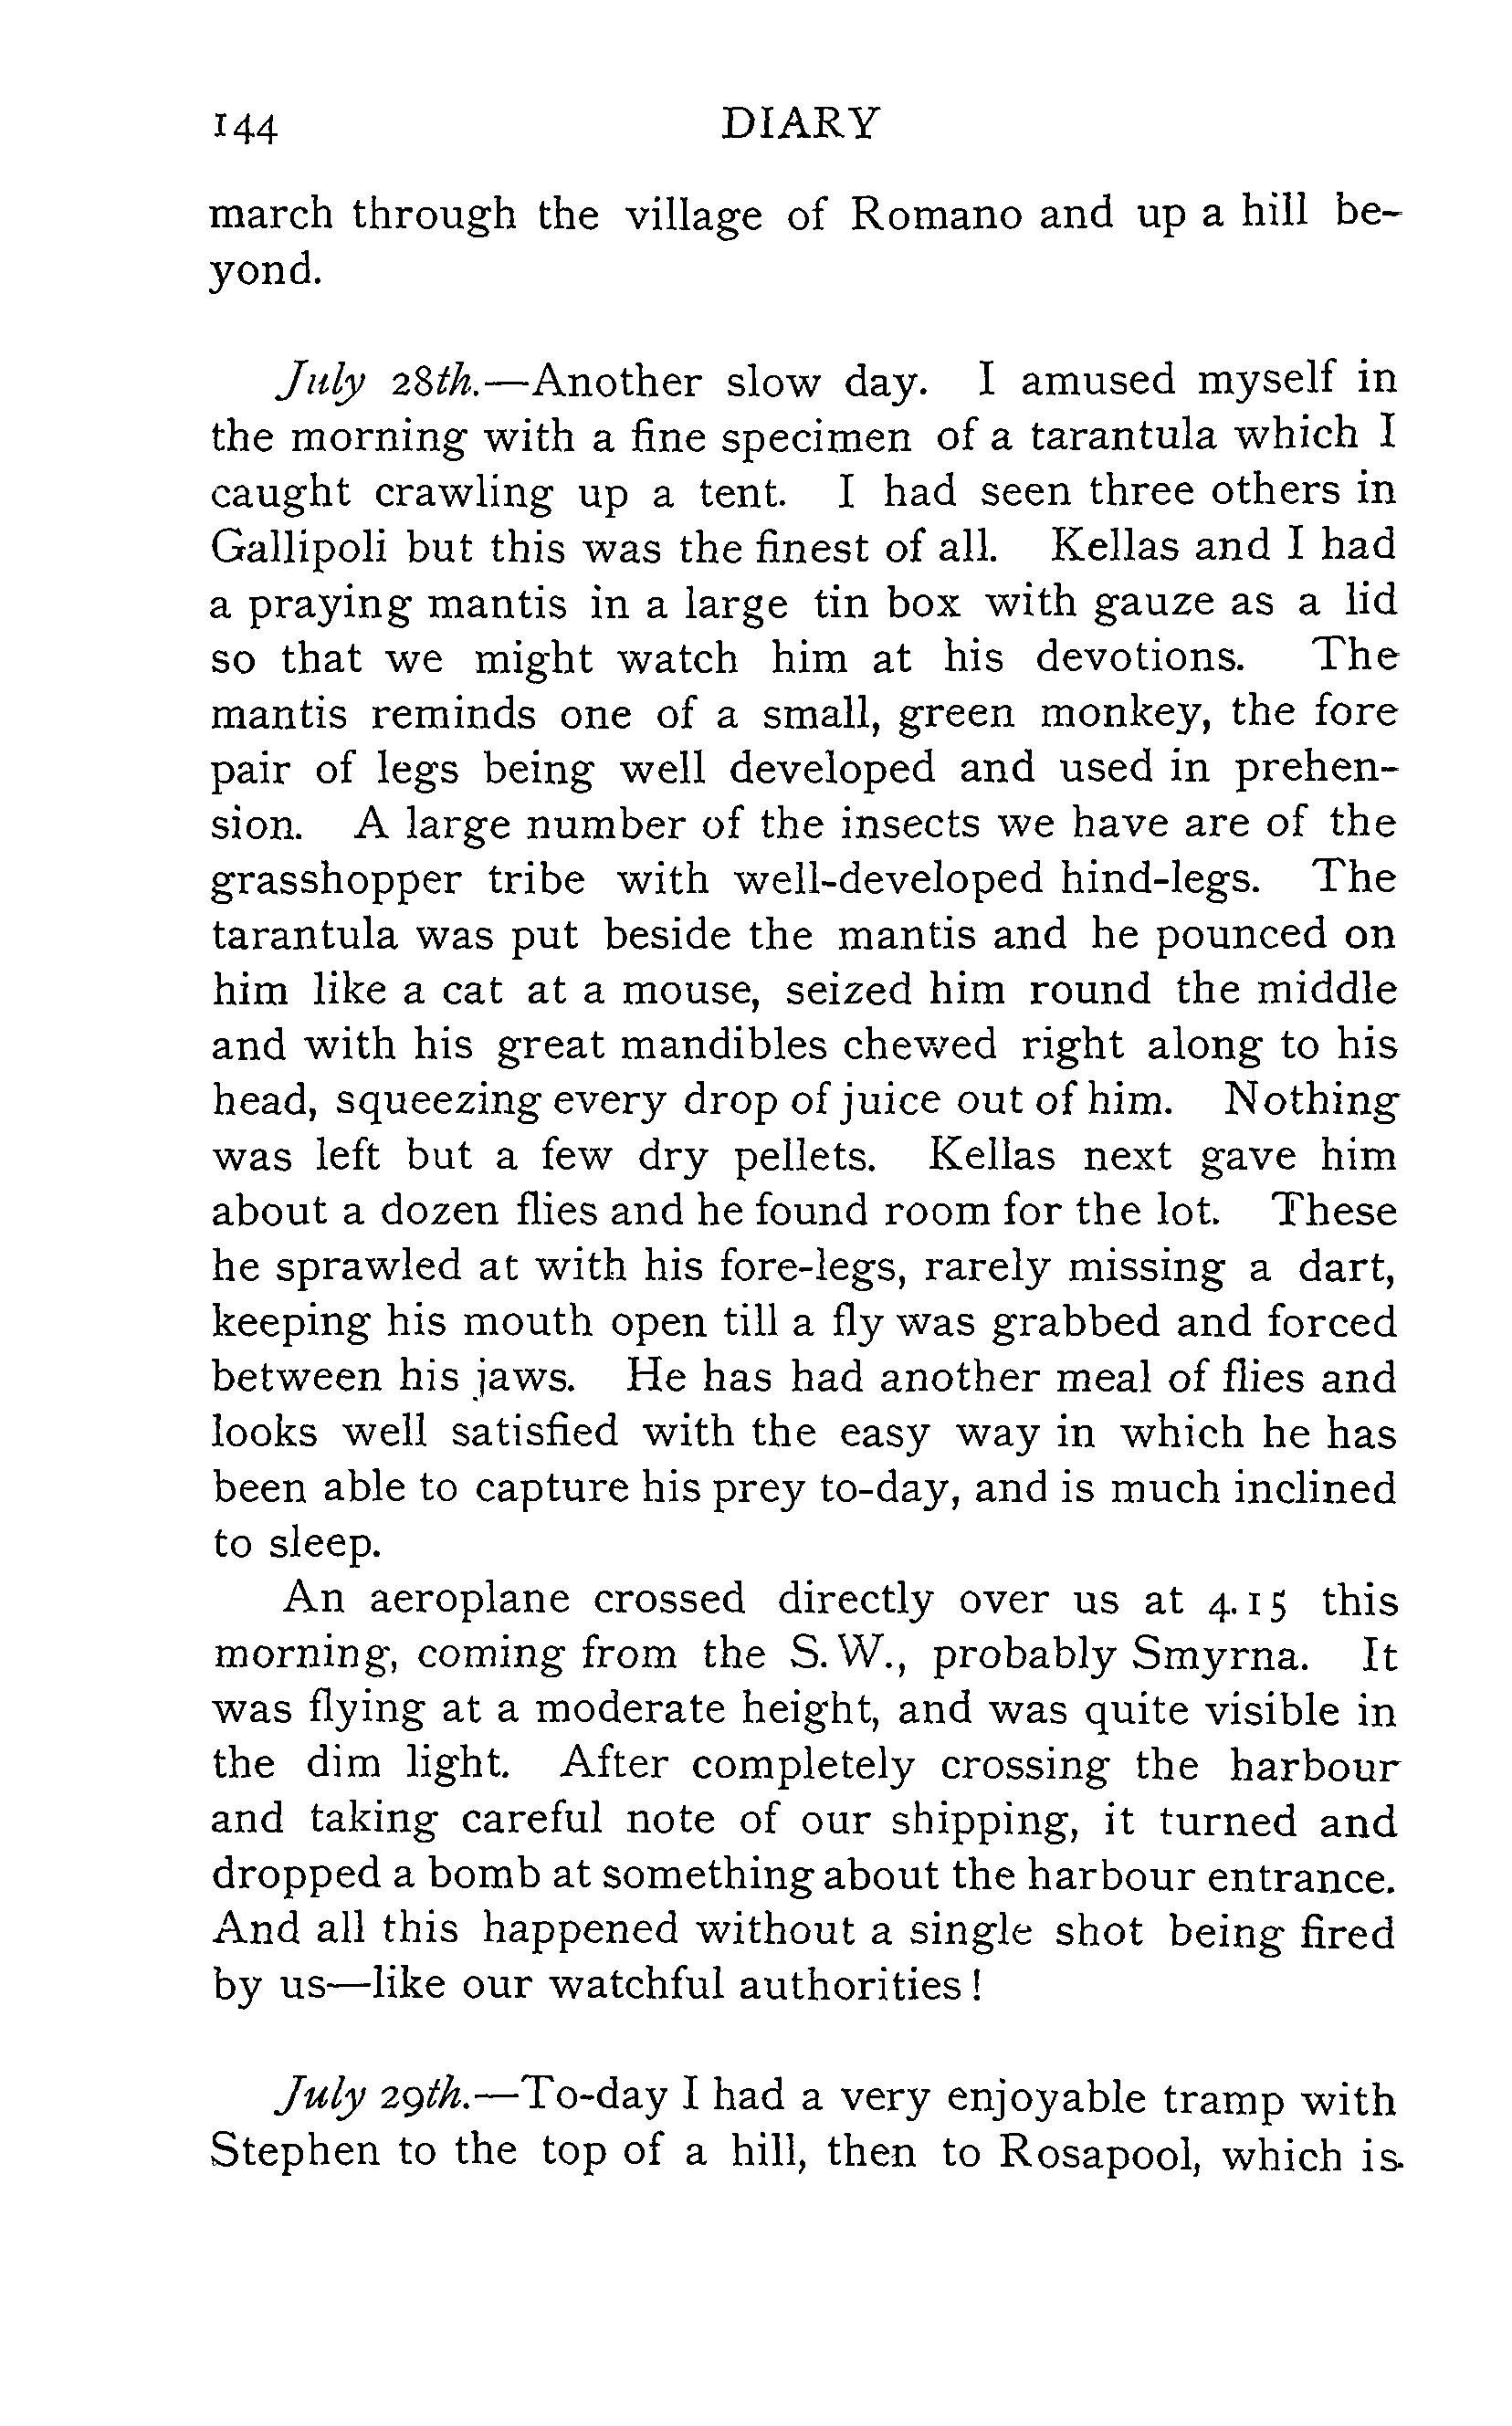 144 DIARY
march through the village of Romano and up a hill be-
yond.
July 28th.—Another slow day. I amused myself in
the morning with a fine specimen of a tarantula which I
caught crawling up a tent. I had seen three others in
Gallipoli but this was the finest of all. Kellas and I had
a praying mantis in a large tin box with gauze as a lid
so that we might watch him at his devotions. The
mantis reminds one of a small, green monkey, the fore
pair of legs being well developed and used in prehen-
sion. A large number of the insects we have are of the
grasshopper tribe with well-developed hind-legs. The
tarantula was put beside the mantis and he pounced on
him like a cat at a mouse, seized him round the middle
and with his great mandibles chewed right along to his
head, squeezing every drop of juice out of him. Nothing
was left but a few dry pellets. Kellas next gave him
about a dozen flies and he found room for the lot. These
he sprawled at with his fore-legs, rarely missing a dart,
keeping his mouth open till a fly was grabbed and forced
between his jaws. He has had another meal of flies and
looks well satisfied with the easy way in which he has
been able to capture his prey to-day, and is much inclined
to sleep.
An aeroplane crossed directly over us at 4.15 this
morning, coming from the S.W., probably Smyrna. It
was flying at a moderate height, and was quite visible in
the dim light. After completely crossing the harbour
and taking careful note of our shipping, it turned and
dropped a bomb at something about the harbour entrance.
And all this happened without a single shot being fired
by us—like our watchful authorities!
July 29th.—To-day I had a very enjoyable tramp with
Stephen to the top of a hill, then to Rosapool, which is